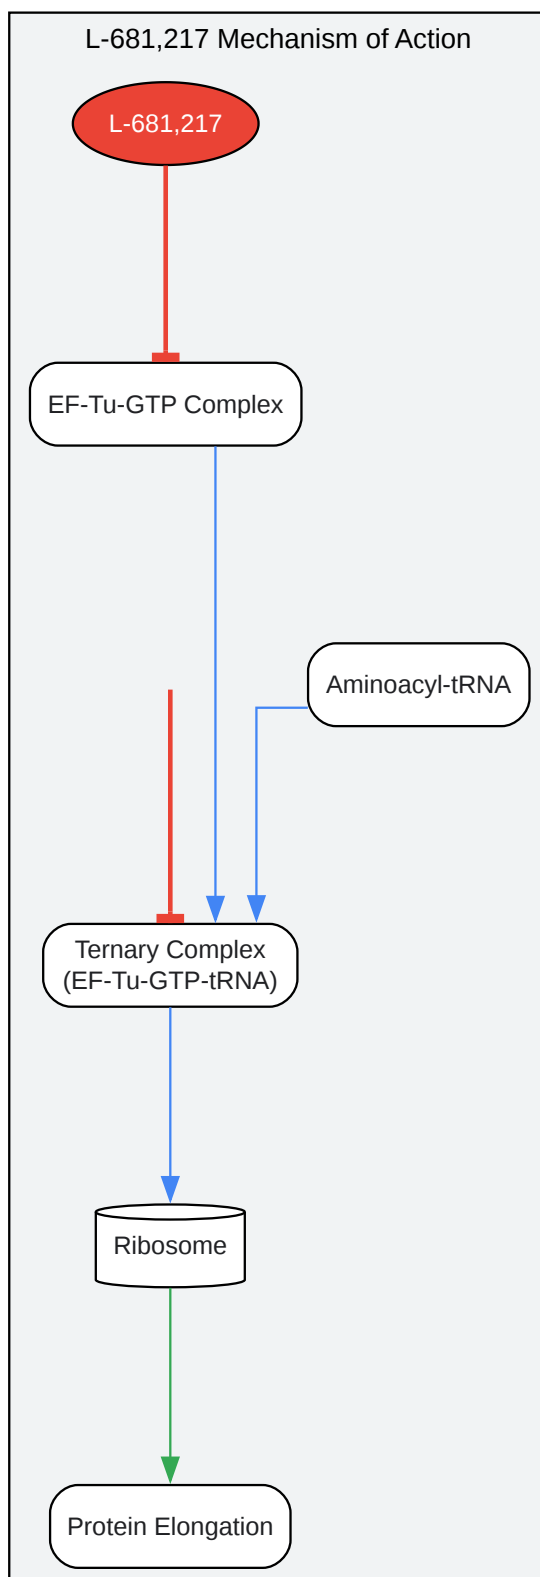 L-681,217 Mechanism of Action
L-681,217
EF-Tu-GTP Complex
Aminoacyl-tRNA
Ternary Complex
(EF-Tu-GTP-tRNA)
Ribosome
Protein Elongation